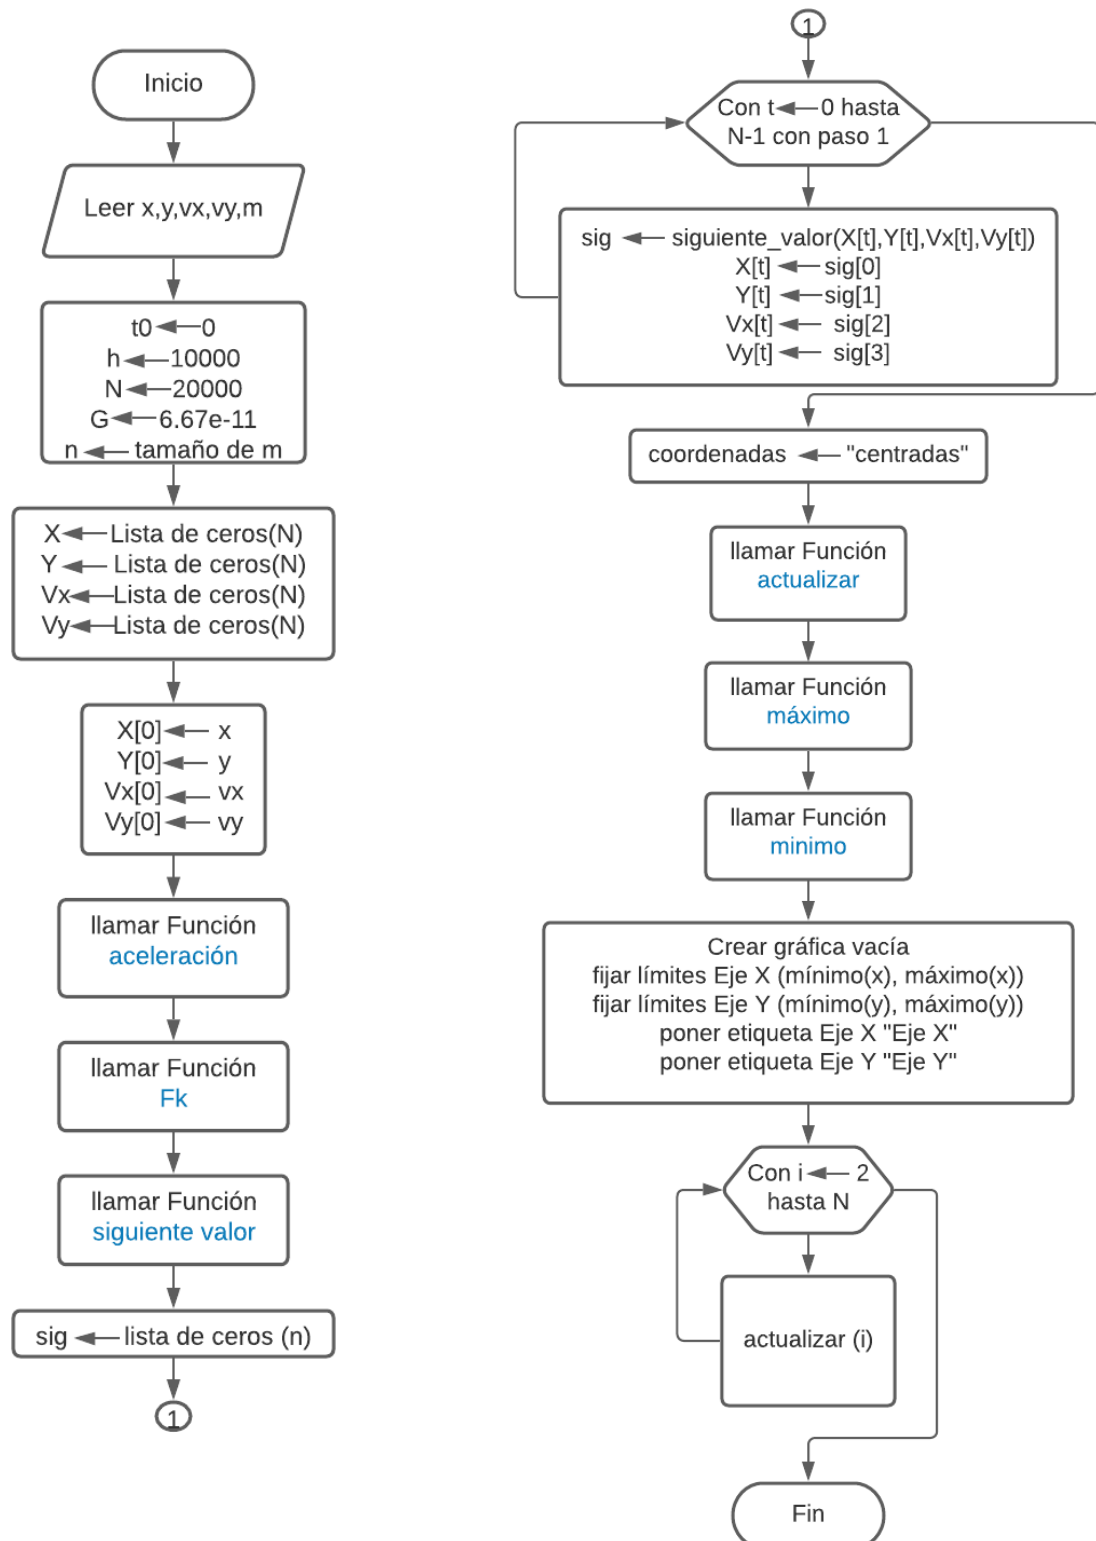 Inicio
Leer x,y,vx,vy,m
t0 ← 0
h ← 10000
N ← 20000
G ← 6.67e-11
n ← tamaño de m
X ← Lista de ceros(N)
Y ← Lista de ceros(N)
Vx ← Lista de ceros(N)
Vy ← Lista de ceros(N)
X[0] ← x
Y[0] ← y
Vx[0] ← vx
Vy[0] ← vy
llamar Función
aceleración
llamar Función
Fk
llamar Función
siguiente valor
sig ← lista de ceros (n)
1
1
Con t ← 0 hasta
N-1 con paso 1
sig ← siguiente_valor(X[t],Y[t],Vx[t],Vy[t])
X[t] ← sig[0]
Y[t] ← sig[1]
Vx[t] ← sig[2]
Vy[t] ← sig[3]
coordenadas ← "centradas"
llamar Función
actualizar
llamar Función
máximo
llamar Función
minimo
Crear gráfica vacía
fijar límites Eje X (mínimo(x), máximo(x))
fijar límites Eje Y (mínimo(y), máximo(y))
poner etiqueta Eje X "Eje X"
poner etiqueta Eje Y "Eje Y"
Con i ← 2
hasta N
actualizar (i)
Fin